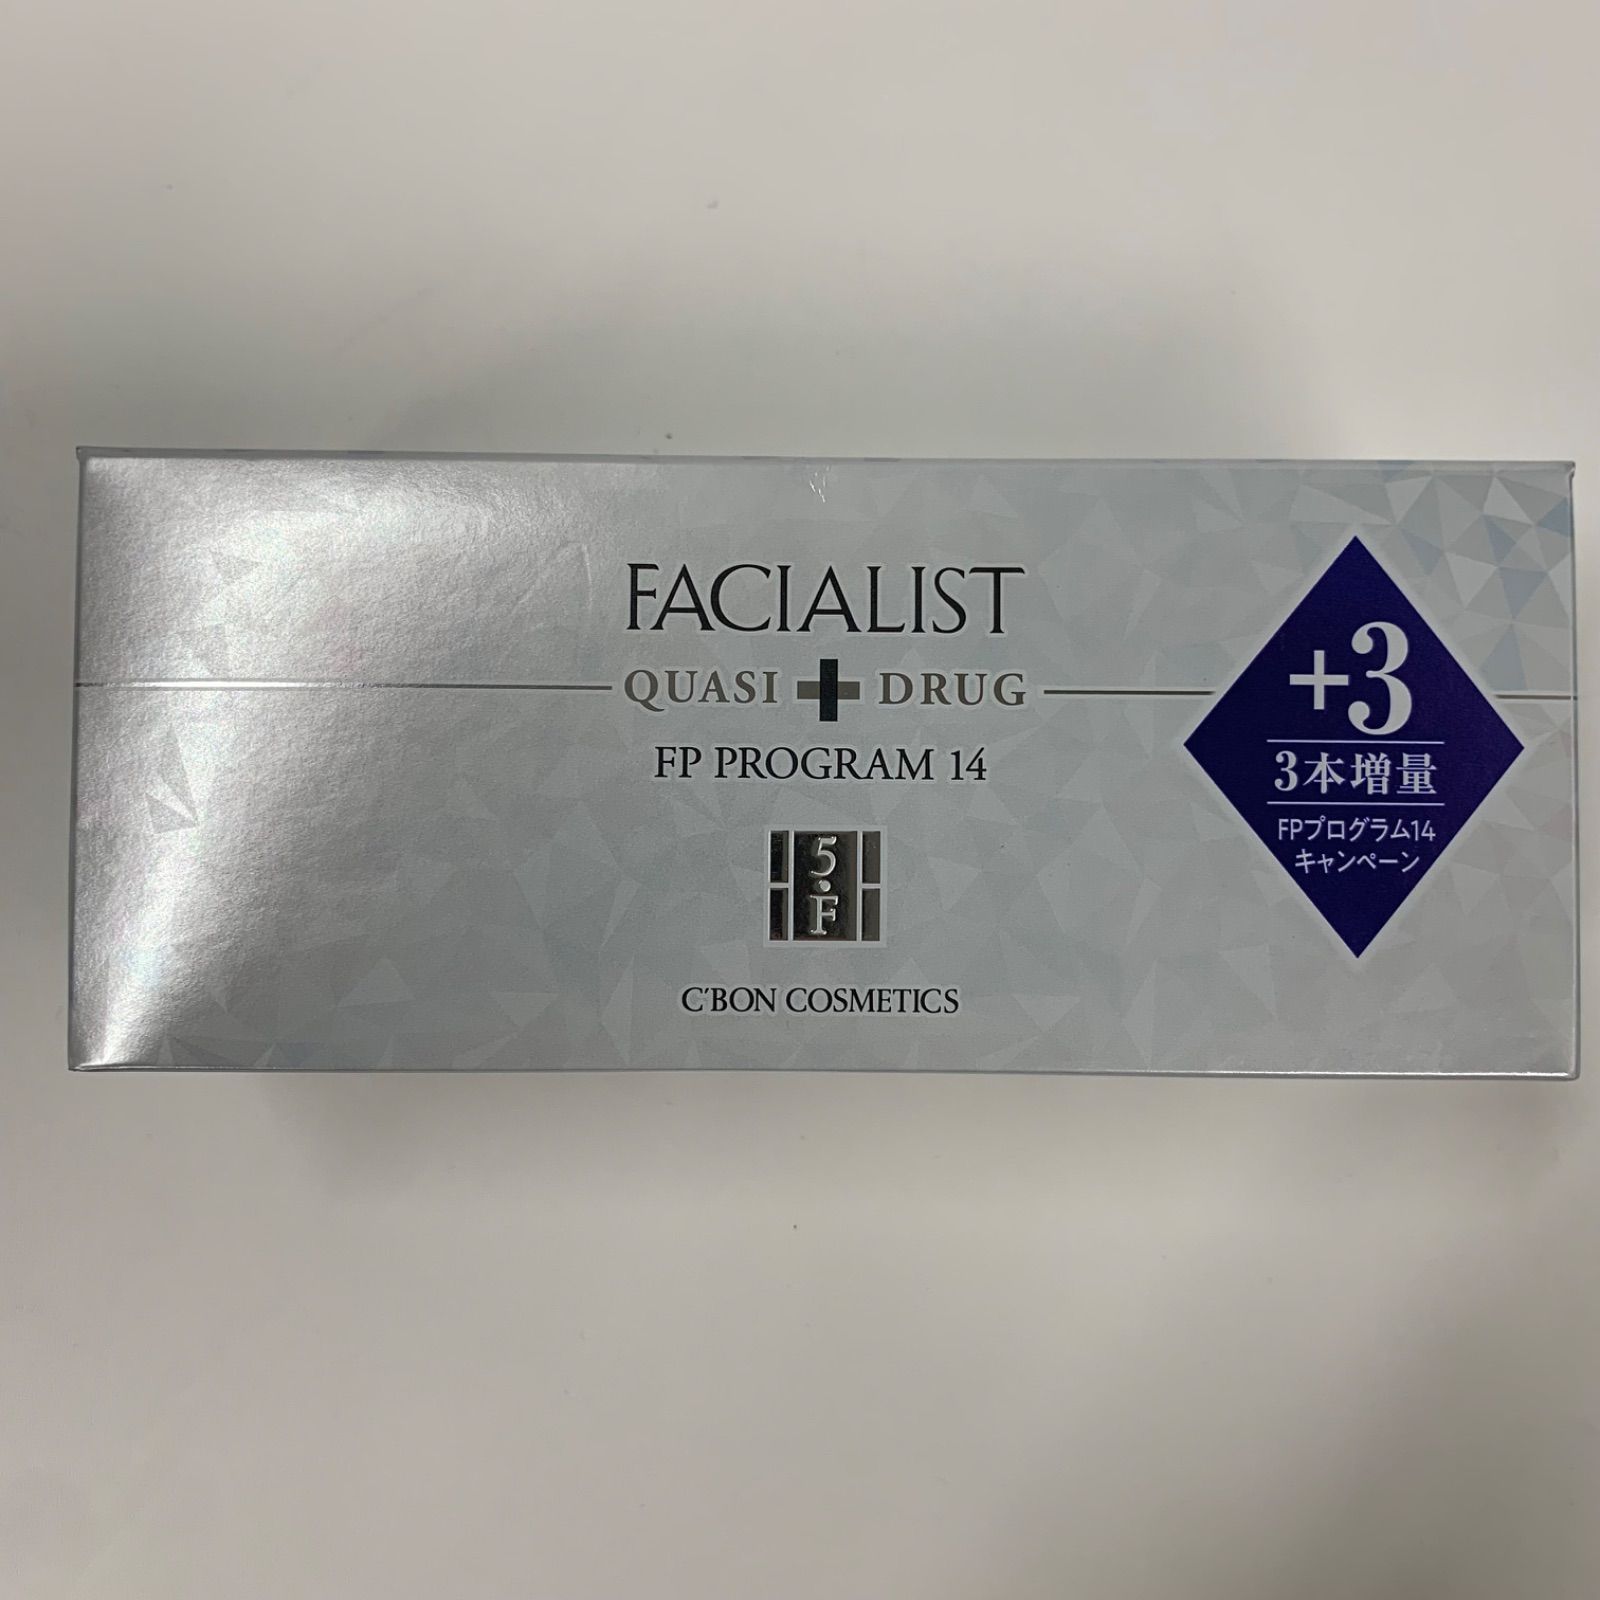 FACIALIST
QUASI DRUG
FP PROGRAM 14
5・F
C'BON COSMETICS
+3
3本増量
FPプログラム14
キャンペーン